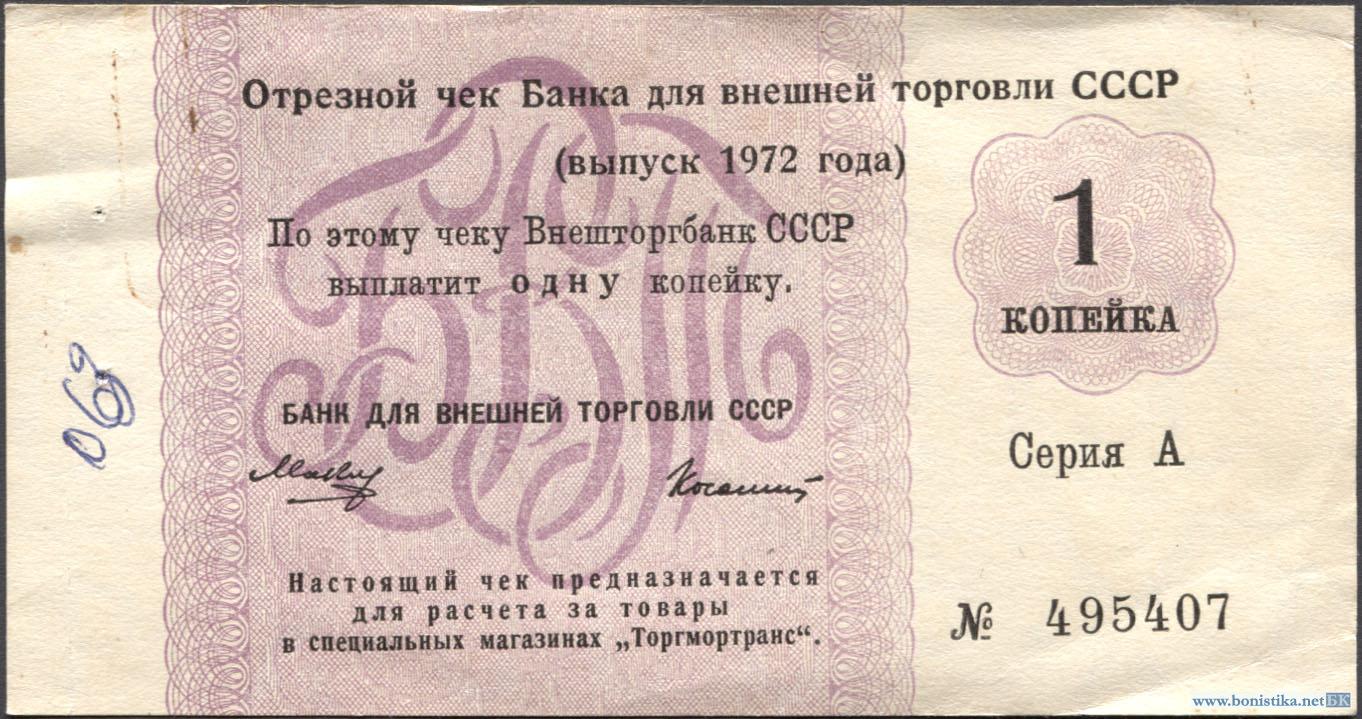 Отрезной чек Банка для внешней торговли СССР
(выпуск 1972 года)
По этому чеку Внешторгбанк СССР
выплатит одну копейку.
1
КОПЕЙКА
БАНК ДЛЯ ВНЕШНЕЙ ТОРГОВЛИ СССР
Серия А
Настоящий чек предназначается
для расчета за товары
в специальных магазинах „Торгмортранс“.
№ 495407
063
www.bonistika.net БК